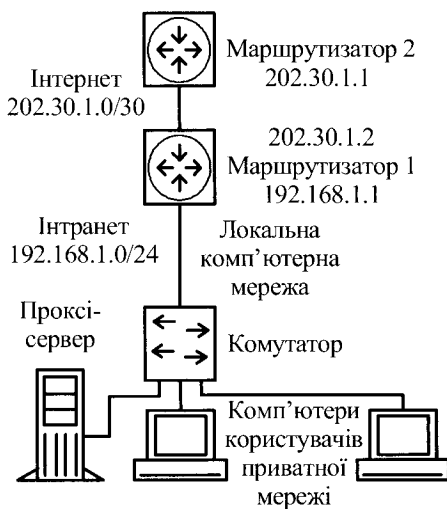 Маршрутизатор 2
202.30.1.1
Інтернет
202.30.1.0/30
202.30.1.2
Маршрутизатор 1
192.168.1.1
Інтранет
192.168.1.0/24
Локальна
комп’ютерна
мережа
Проксі-
сервер
Комутатор
Комп’ютери
користувачів
приватної
мережі